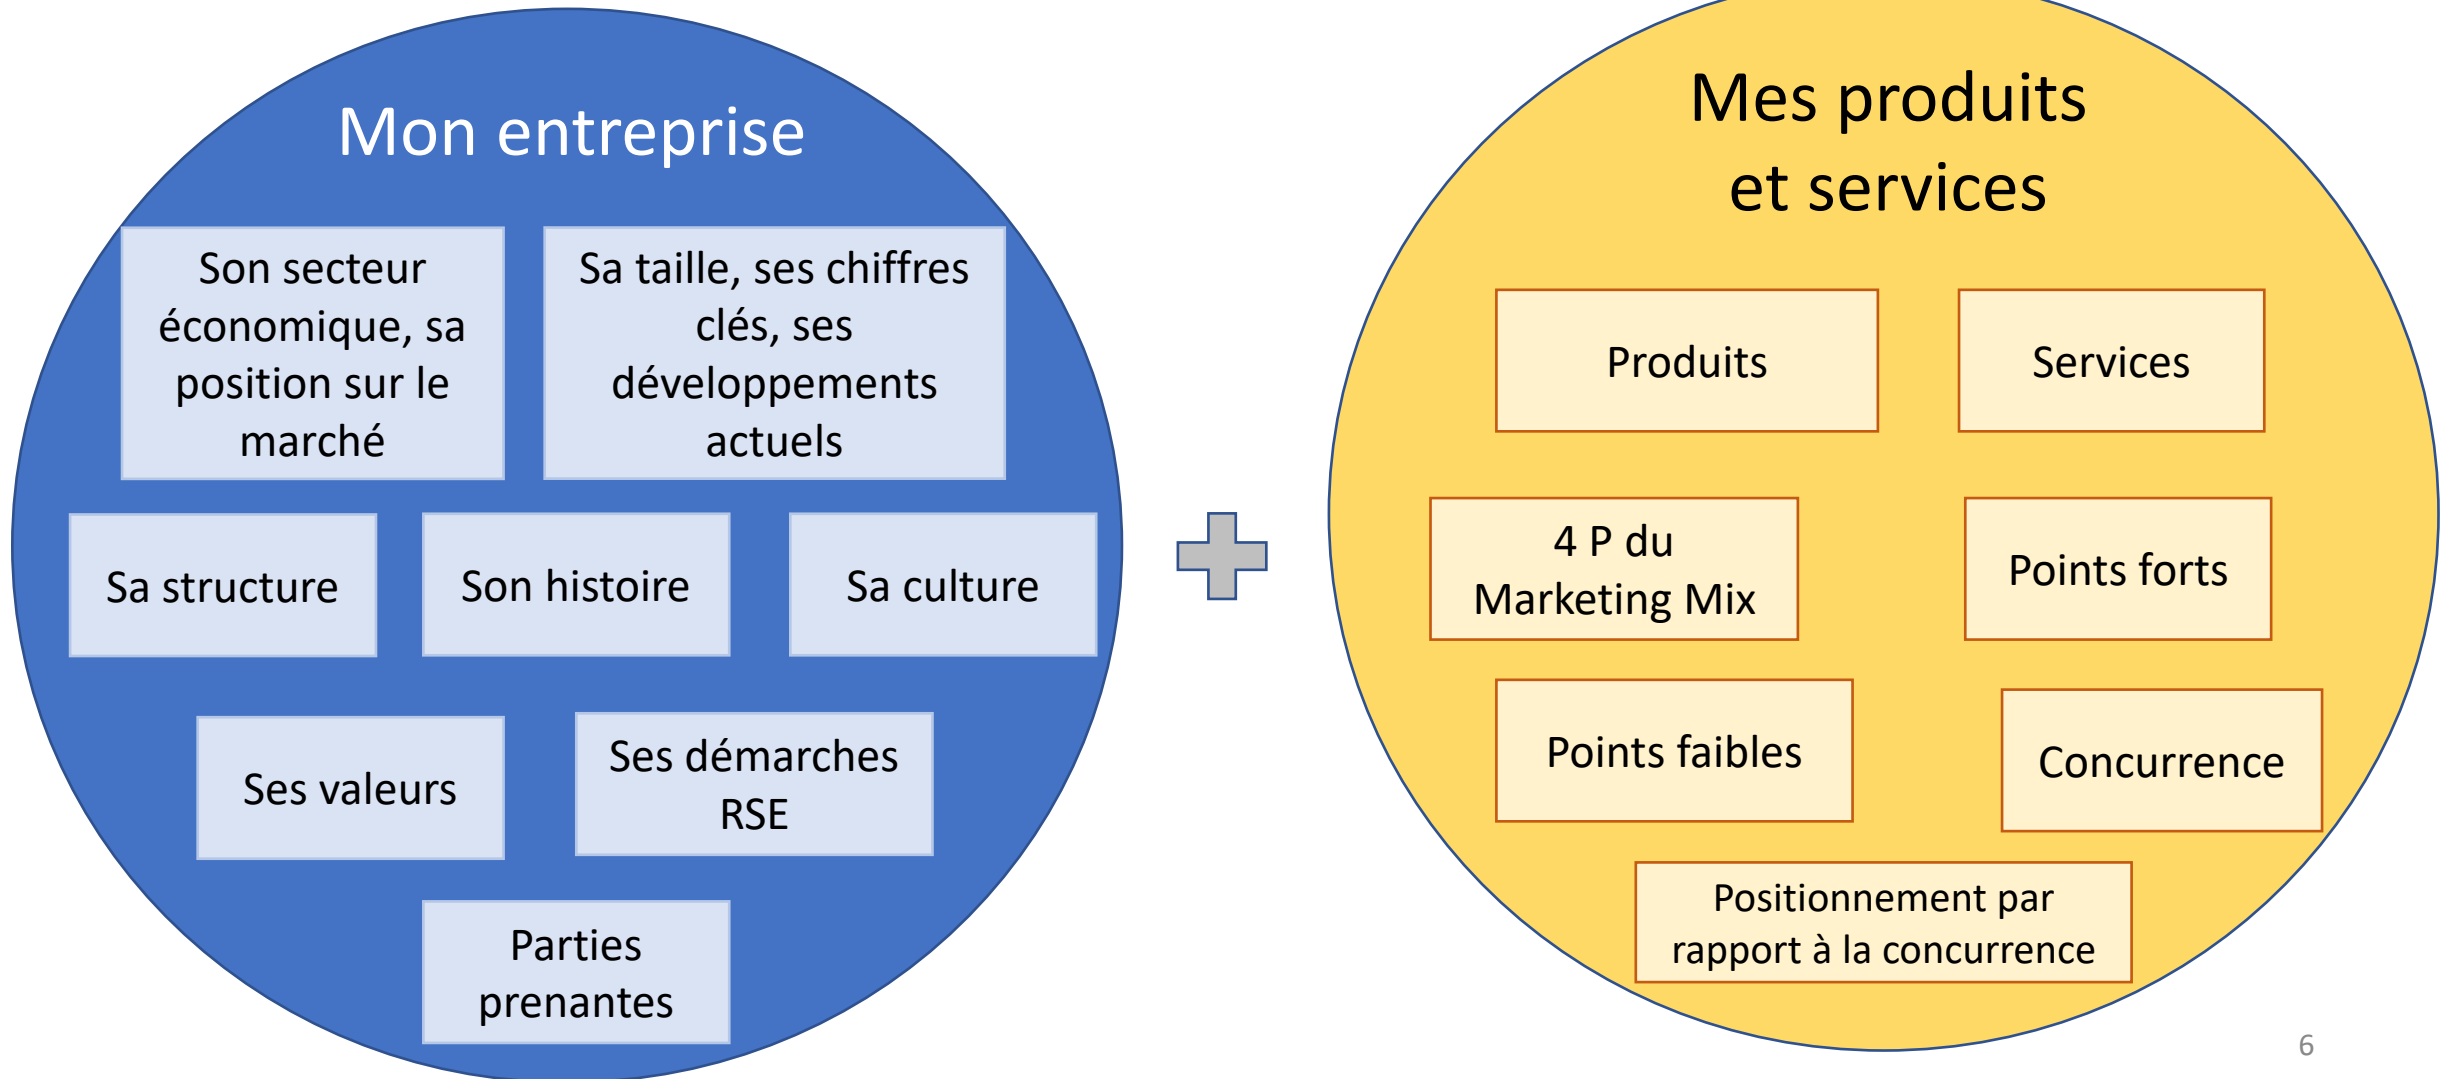 Mon entreprise
Son secteur
économique, sa
position sur le
marché
Sa taille, ses chiffres
clés, ses
développements
actuels
Sa structure
Son histoire
Sa culture
Ses valeurs
Ses démarches
RSE
Parties
prenantes
Mes produits
et services
Produits
Services
4 P du
Marketing Mix
Points forts
Points faibles
Concurrence
Positionnement par
rapport à la concurrence
6